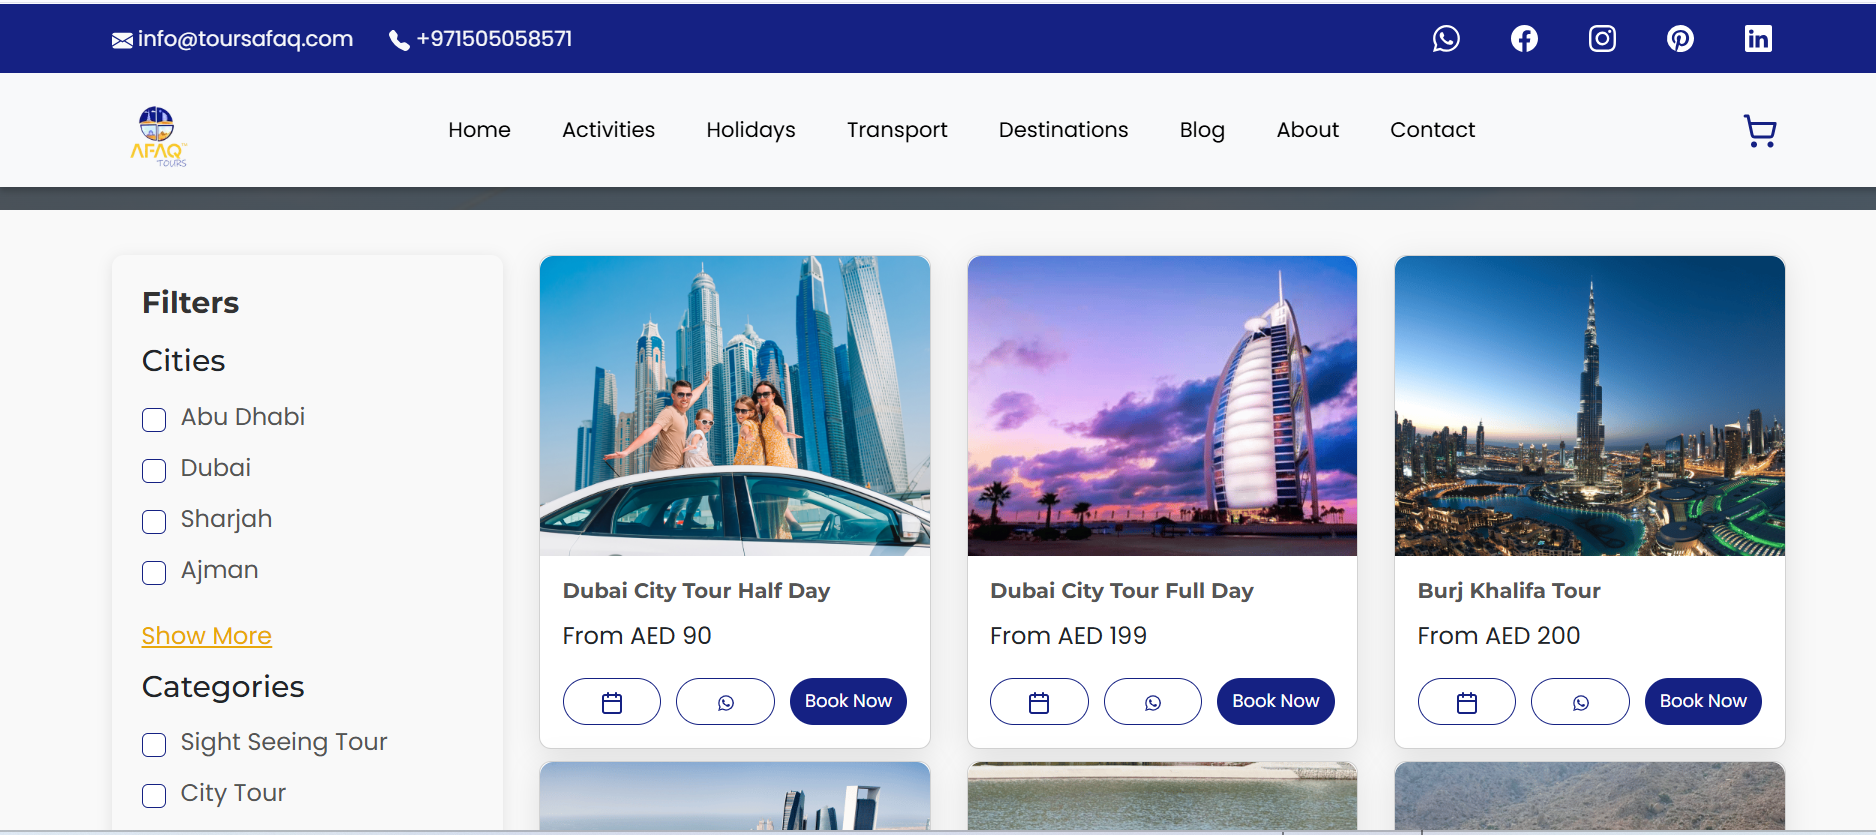 info@toursafaq.com
+971505058571
AFAQ
TOURS
Home
Activities
Holidays
Transport
Destinations
Blog
About
Contact
Filters
Cities
Abu Dhabi
Dubai
Sharjah
Ajman
Show More
Categories
Sight Seeing Tour
City Tour
Dubai City Tour Half Day
From AED 90
Book Now
Dubai City Tour Full Day
From AED 199
Book Now
Burj Khalifa Tour
From AED 200
Book Now